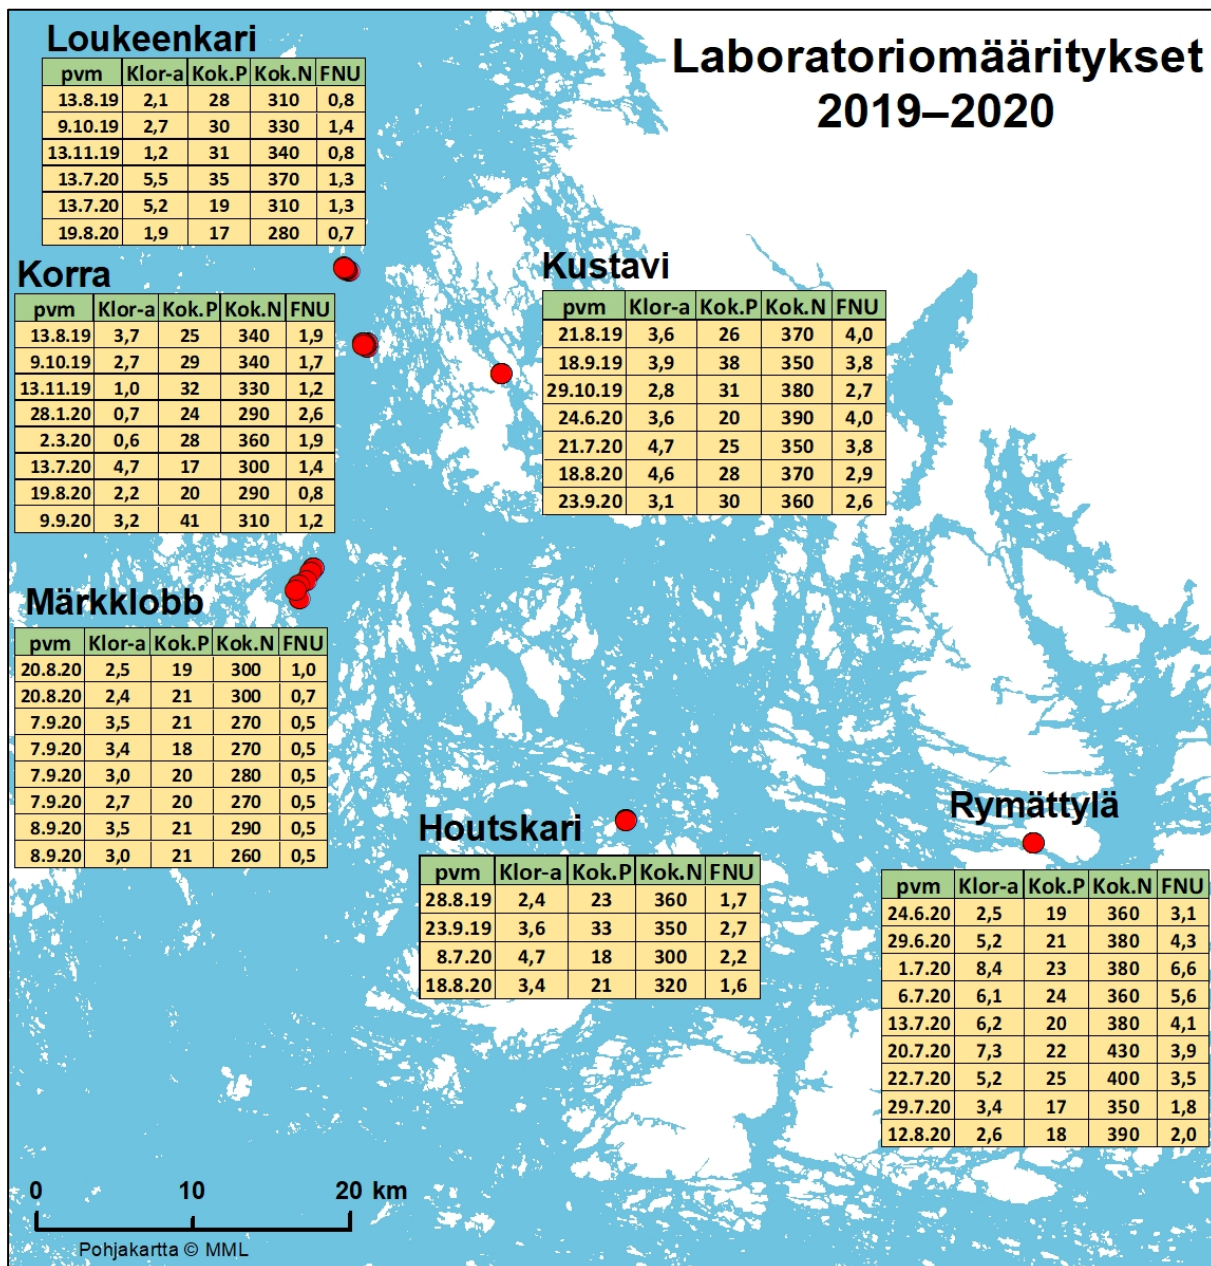 Laboratoriomääritykset
2019–2020
Loukeenkari
pvm Klor-a Kok.P Kok.N FNU
13.8.19 2,1 28 310 0,8
9.10.19 2,7 30 330 1,4
13.11.19 1,2 31 340 0,8
13.7.20 5,5 35 370 1,3
13.7.20 5,2 19 310 1,3
19.8.20 1,9 17 280 0,7
Korra
pvm Klor-a Kok.P Kok.N FNU
13.8.19 3,7 25 340 1,9
9.10.19 2,7 29 340 1,7
13.11.19 1,0 32 330 1,2
28.1.20 0,7 24 290 2,6
2.3.20 0,6 28 360 1,9
13.7.20 4,7 17 300 1,4
19.8.20 2,2 20 290 0,8
9.9.20 3,2 41 310 1,2
Kustavi
pvm Klor-a Kok.P Kok.N FNU
21.8.19 3,6 26 370 4,0
18.9.19 3,9 38 350 3,8
29.10.19 2,8 31 380 2,7
24.6.20 3,6 20 390 4,0
21.7.20 4,7 25 350 3,8
18.8.20 4,6 28 370 2,9
23.9.20 3,1 30 360 2,6
Märkklobb
pvm Klor-a Kok.P Kok.N FNU
20.8.20 2,5 19 300 1,0
20.8.20 2,4 21 300 0,7
7.9.20 3,5 21 270 0,5
7.9.20 3,4 18 270 0,5
7.9.20 3,0 20 280 0,5
7.9.20 2,7 20 270 0,5
8.9.20 3,5 21 290 0,5
8.9.20 3,0 21 260 0,5
Houtskari
pvm Klor-a Kok.P Kok.N FNU
28.8.19 2,4 23 360 1,7
23.9.19 3,6 33 350 2,7
8.7.20 4,7 18 300 2,2
18.8.20 3,4 21 320 1,6
Rymättylä
pvm Klor-a Kok.P Kok.N FNU
24.6.20 2,5 19 360 3,1
29.6.20 5,2 21 380 4,3
1.7.20 8,4 23 380 6,6
6.7.20 6,1 24 360 5,6
13.7.20 6,2 20 380 4,1
20.7.20 7,3 22 430 3,9
22.7.20 5,2 25 400 3,5
29.7.20 3,4 17 350 1,8
12.8.20 2,6 18 390 2,0
0 10 20 km
Pohjakartta © MML